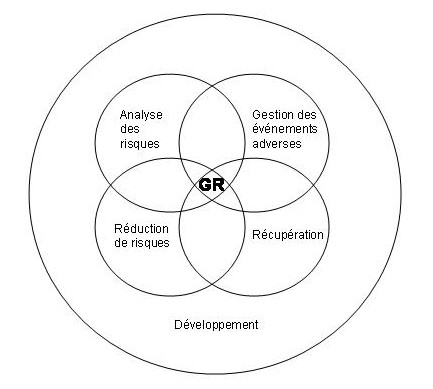 Analyse
des
risques
Gestion des
événements
adverses
GR
Réduction
de risques
Récupération
Développement